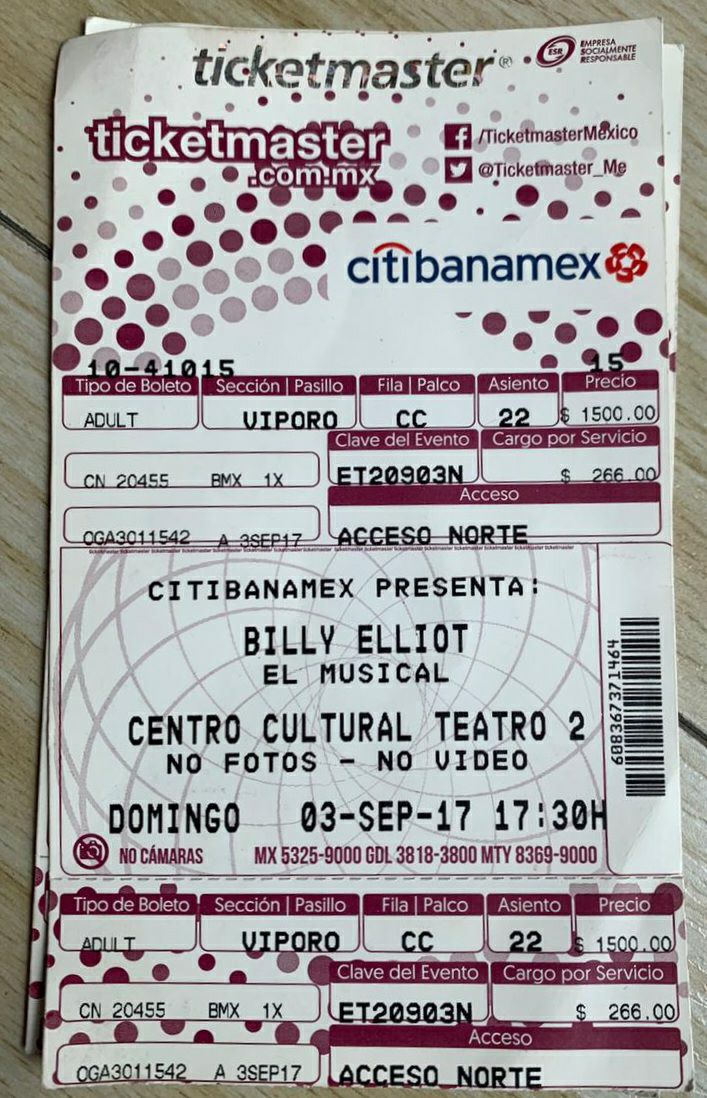 ticketmaster®
ESR EMPRESA SOCIALMENTE RESPONSABLE
ticketmaster
.com.mx
/TicketmasterMéxico
@Ticketmaster_Me
citibanamex
10-41015 15
Tipo de Boleto Sección | Pasillo Fila | Palco Asiento Precio
ADULT VIPORO CC 22 $ 1500.00
Clave del Evento Cargo por Servicio
CN 20455 BMX 1X ET20903N $ 266.00
Acceso
OGA3011542 A 3SEP17 ACCESO NORTE
CITIBANAMEX PRESENTA:
BILLY ELLIOT
EL MUSICAL
CENTRO CULTURAL TEATRO 2
NO FOTOS - NO VIDEO
DOMINGO 03-SEP-17 17:30H
NO CÁMARAS MX 5325-9000 GDL 3818-3800 MTY 8369-9000
608367371464
Tipo de Boleto Sección | Pasillo Fila | Palco Asiento Precio
ADULT VIPORO CC 22 $ 1500.00
Clave del Evento Cargo por Servicio
CN 20455 BMX 1X ET20903N $ 266.00
Acceso
OGA3011542 A 3SEP17 ACCESO NORTE